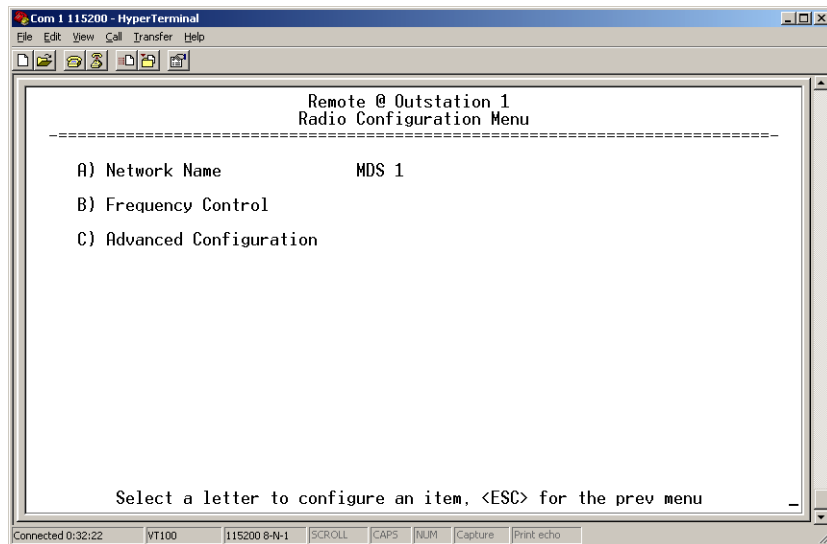 Com 1 115200 - HyperTerminal
File Edit View Call Transfer Help
Remote @ Outstation 1
Radio Configuration Menu
-==========================================================================-
A) Network Name MDS 1
B) Frequency Control
C) Advanced Configuration
Select a letter to configure an item, <ESC> for the prev menu _
Connected 0:32:22 VT100 115200 8-N-1 SCROLL CAPS NUM Capture Print echo